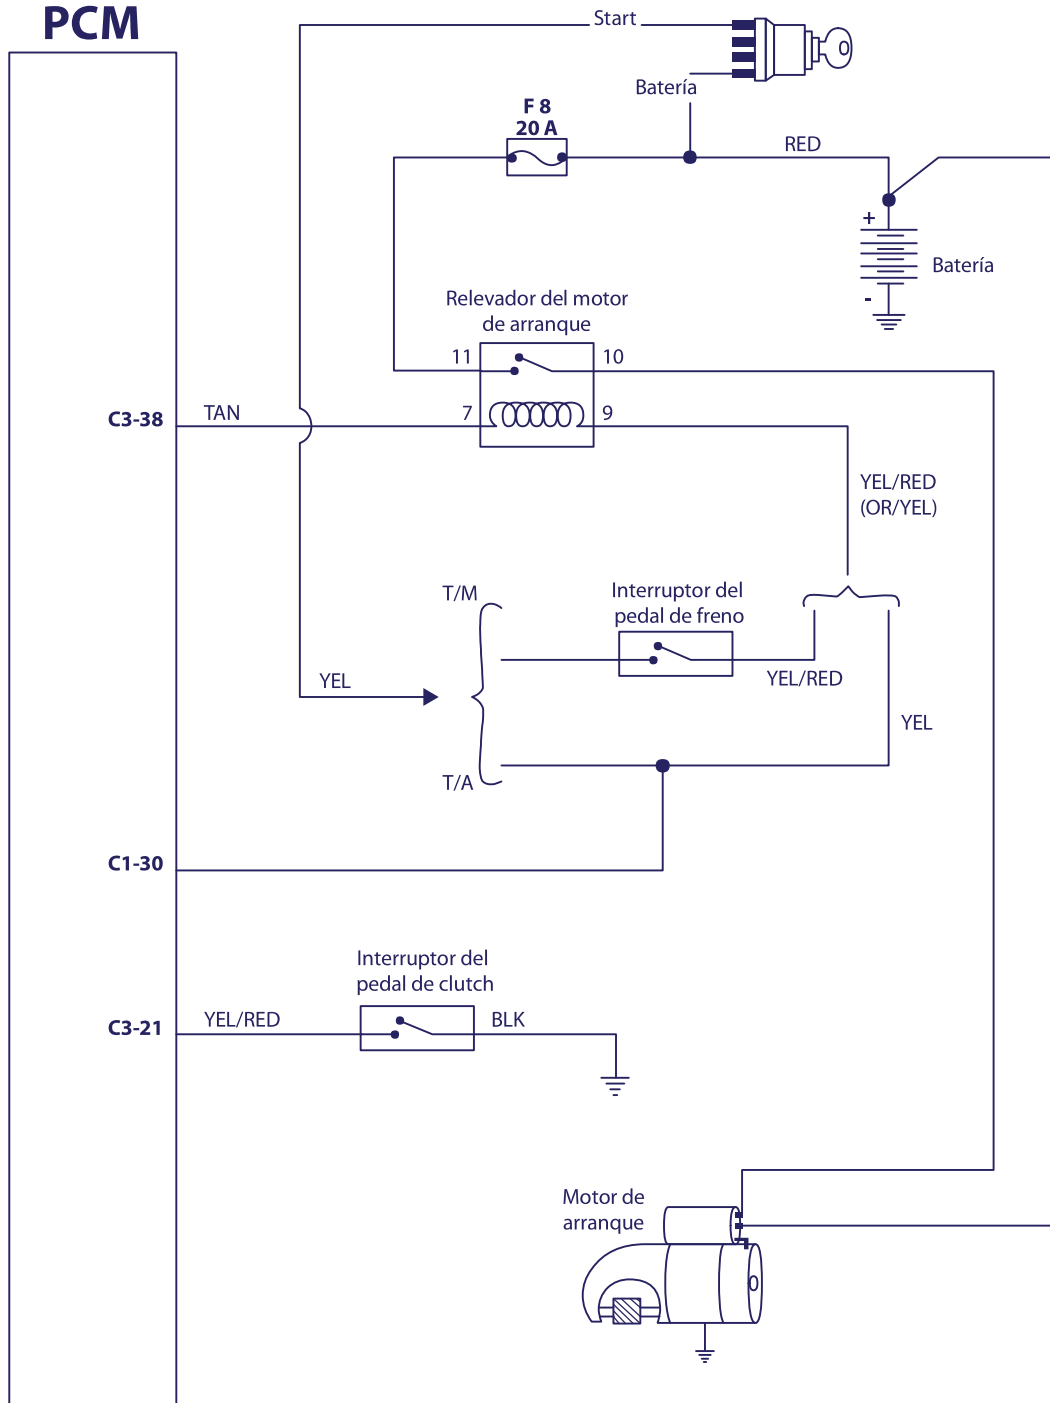 PCM
Start
Batería
F 8
20 A
RED
+
Batería
-
Relevador del motor
de arranque
11
10
C3-38
TAN
7
9
YEL/RED
(OR/YEL)
T/M
Interruptor del
pedal de freno
YEL
YEL/RED
YEL
T/A
C1-30
Interruptor del
pedal de clutch
C3-21
YEL/RED
BLK
Motor de
arranque